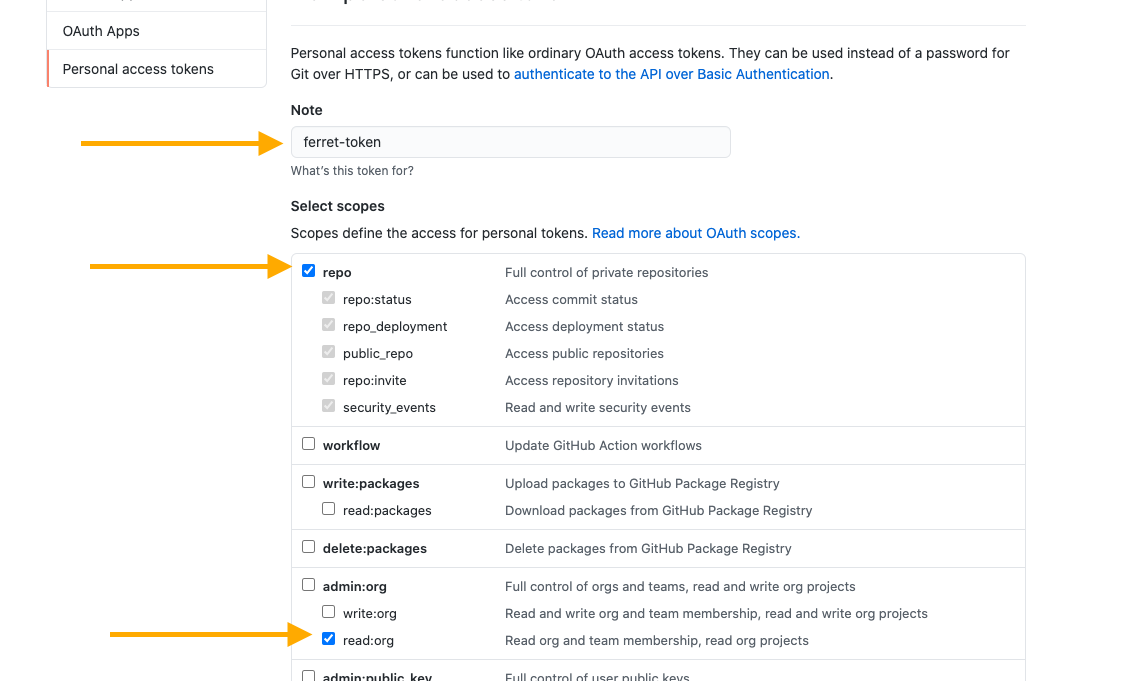 OAuth Apps
Personal access tokens
Personal access tokens function like ordinary OAuth access tokens. They can be used instead of a password for
Git over HTTPS, or can be used to authenticate to the API over Basic Authentication.
Note
ferret-token
What's this token for?
Select scopes
Scopes define the access for personal tokens. Read more about OAuth scopes.
repo Full control of private repositories
repo:status Access commit status
repo_deployment Access deployment status
public_repo Access public repositories
repo:invite Access repository invitations
security_events Read and write security events
workflow Update GitHub Action workflows
write:packages Upload packages to GitHub Package Registry
read:packages Download packages from GitHub Package Registry
delete:packages Delete packages from GitHub Package Registry
admin:org Full control of orgs and teams, read and write org projects
write:org Read and write org and team membership, read and write org projects
read:org Read org and team membership, read org projects
admin:public_key Full control of user public keys